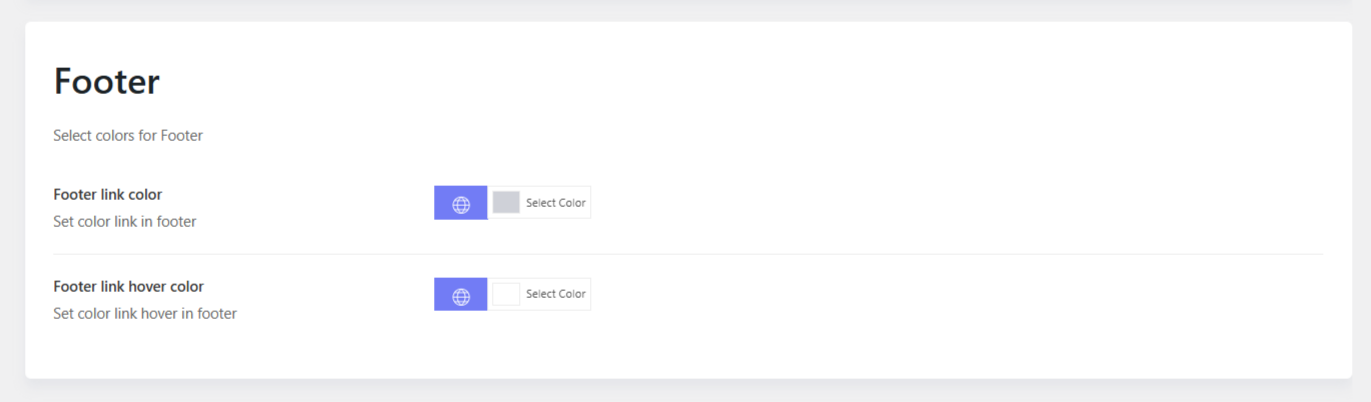 Footer
Select colors for Footer
Footer link color
Set color link in footer
Select Color
Footer link hover color
Set color link hover in footer
Select Color